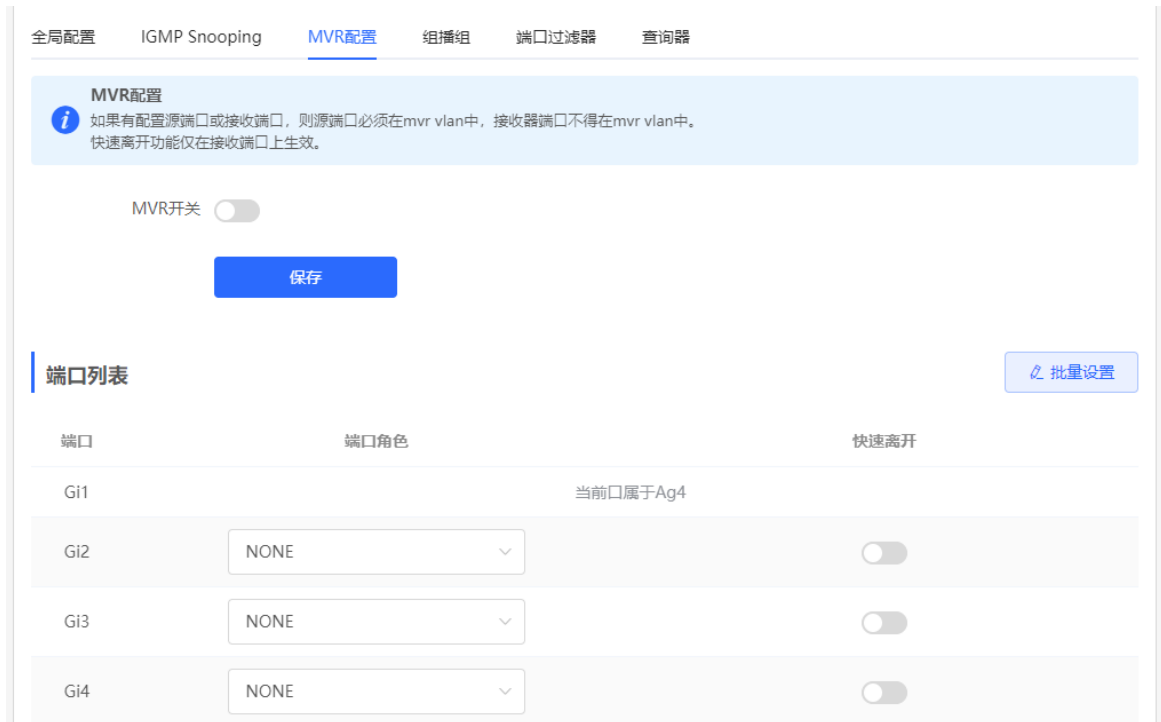 全局配置 IGMP Snooping MVR配置 组播组 端口过滤器 查询器
MVR配置
如果有配置源端口或接收端口，则源端口必须在mvr vlan中，接收器端口不得在mvr vlan中。
快速离开功能仅在接收端口上生效。
MVR开关
保存
端口列表
批量设置
端口 端口角色 快速离开
Gi1 当前口属于Ag4
Gi2 NONE
Gi3 NONE
Gi4 NONE